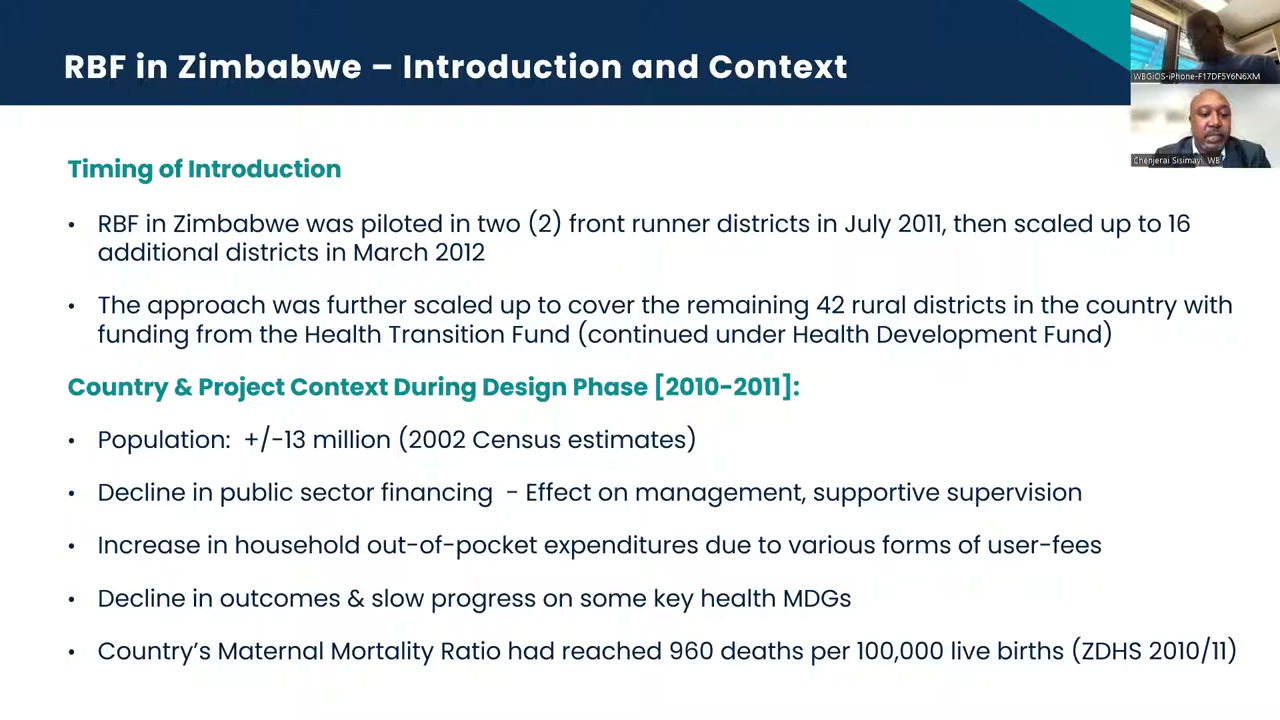 RBF in Zimbabwe – Introduction and Context
WBGiOS-iPhone-F17DF5Y6N6XM
Chenjerai Sisimayi, WB
Timing of Introduction
• RBF in Zimbabwe was piloted in two (2) front runner districts in July 2011, then scaled up to 16
additional districts in March 2012
• The approach was further scaled up to cover the remaining 42 rural districts in the country with
funding from the Health Transition Fund (continued under Health Development Fund)
Country & Project Context During Design Phase [2010-2011]:
• Population: +/-13 million (2002 Census estimates)
• Decline in public sector financing - Effect on management, supportive supervision
• Increase in household out-of-pocket expenditures due to various forms of user-fees
• Decline in outcomes & slow progress on some key health MDGs
• Country’s Maternal Mortality Ratio had reached 960 deaths per 100,000 live births (ZDHS 2010/11)